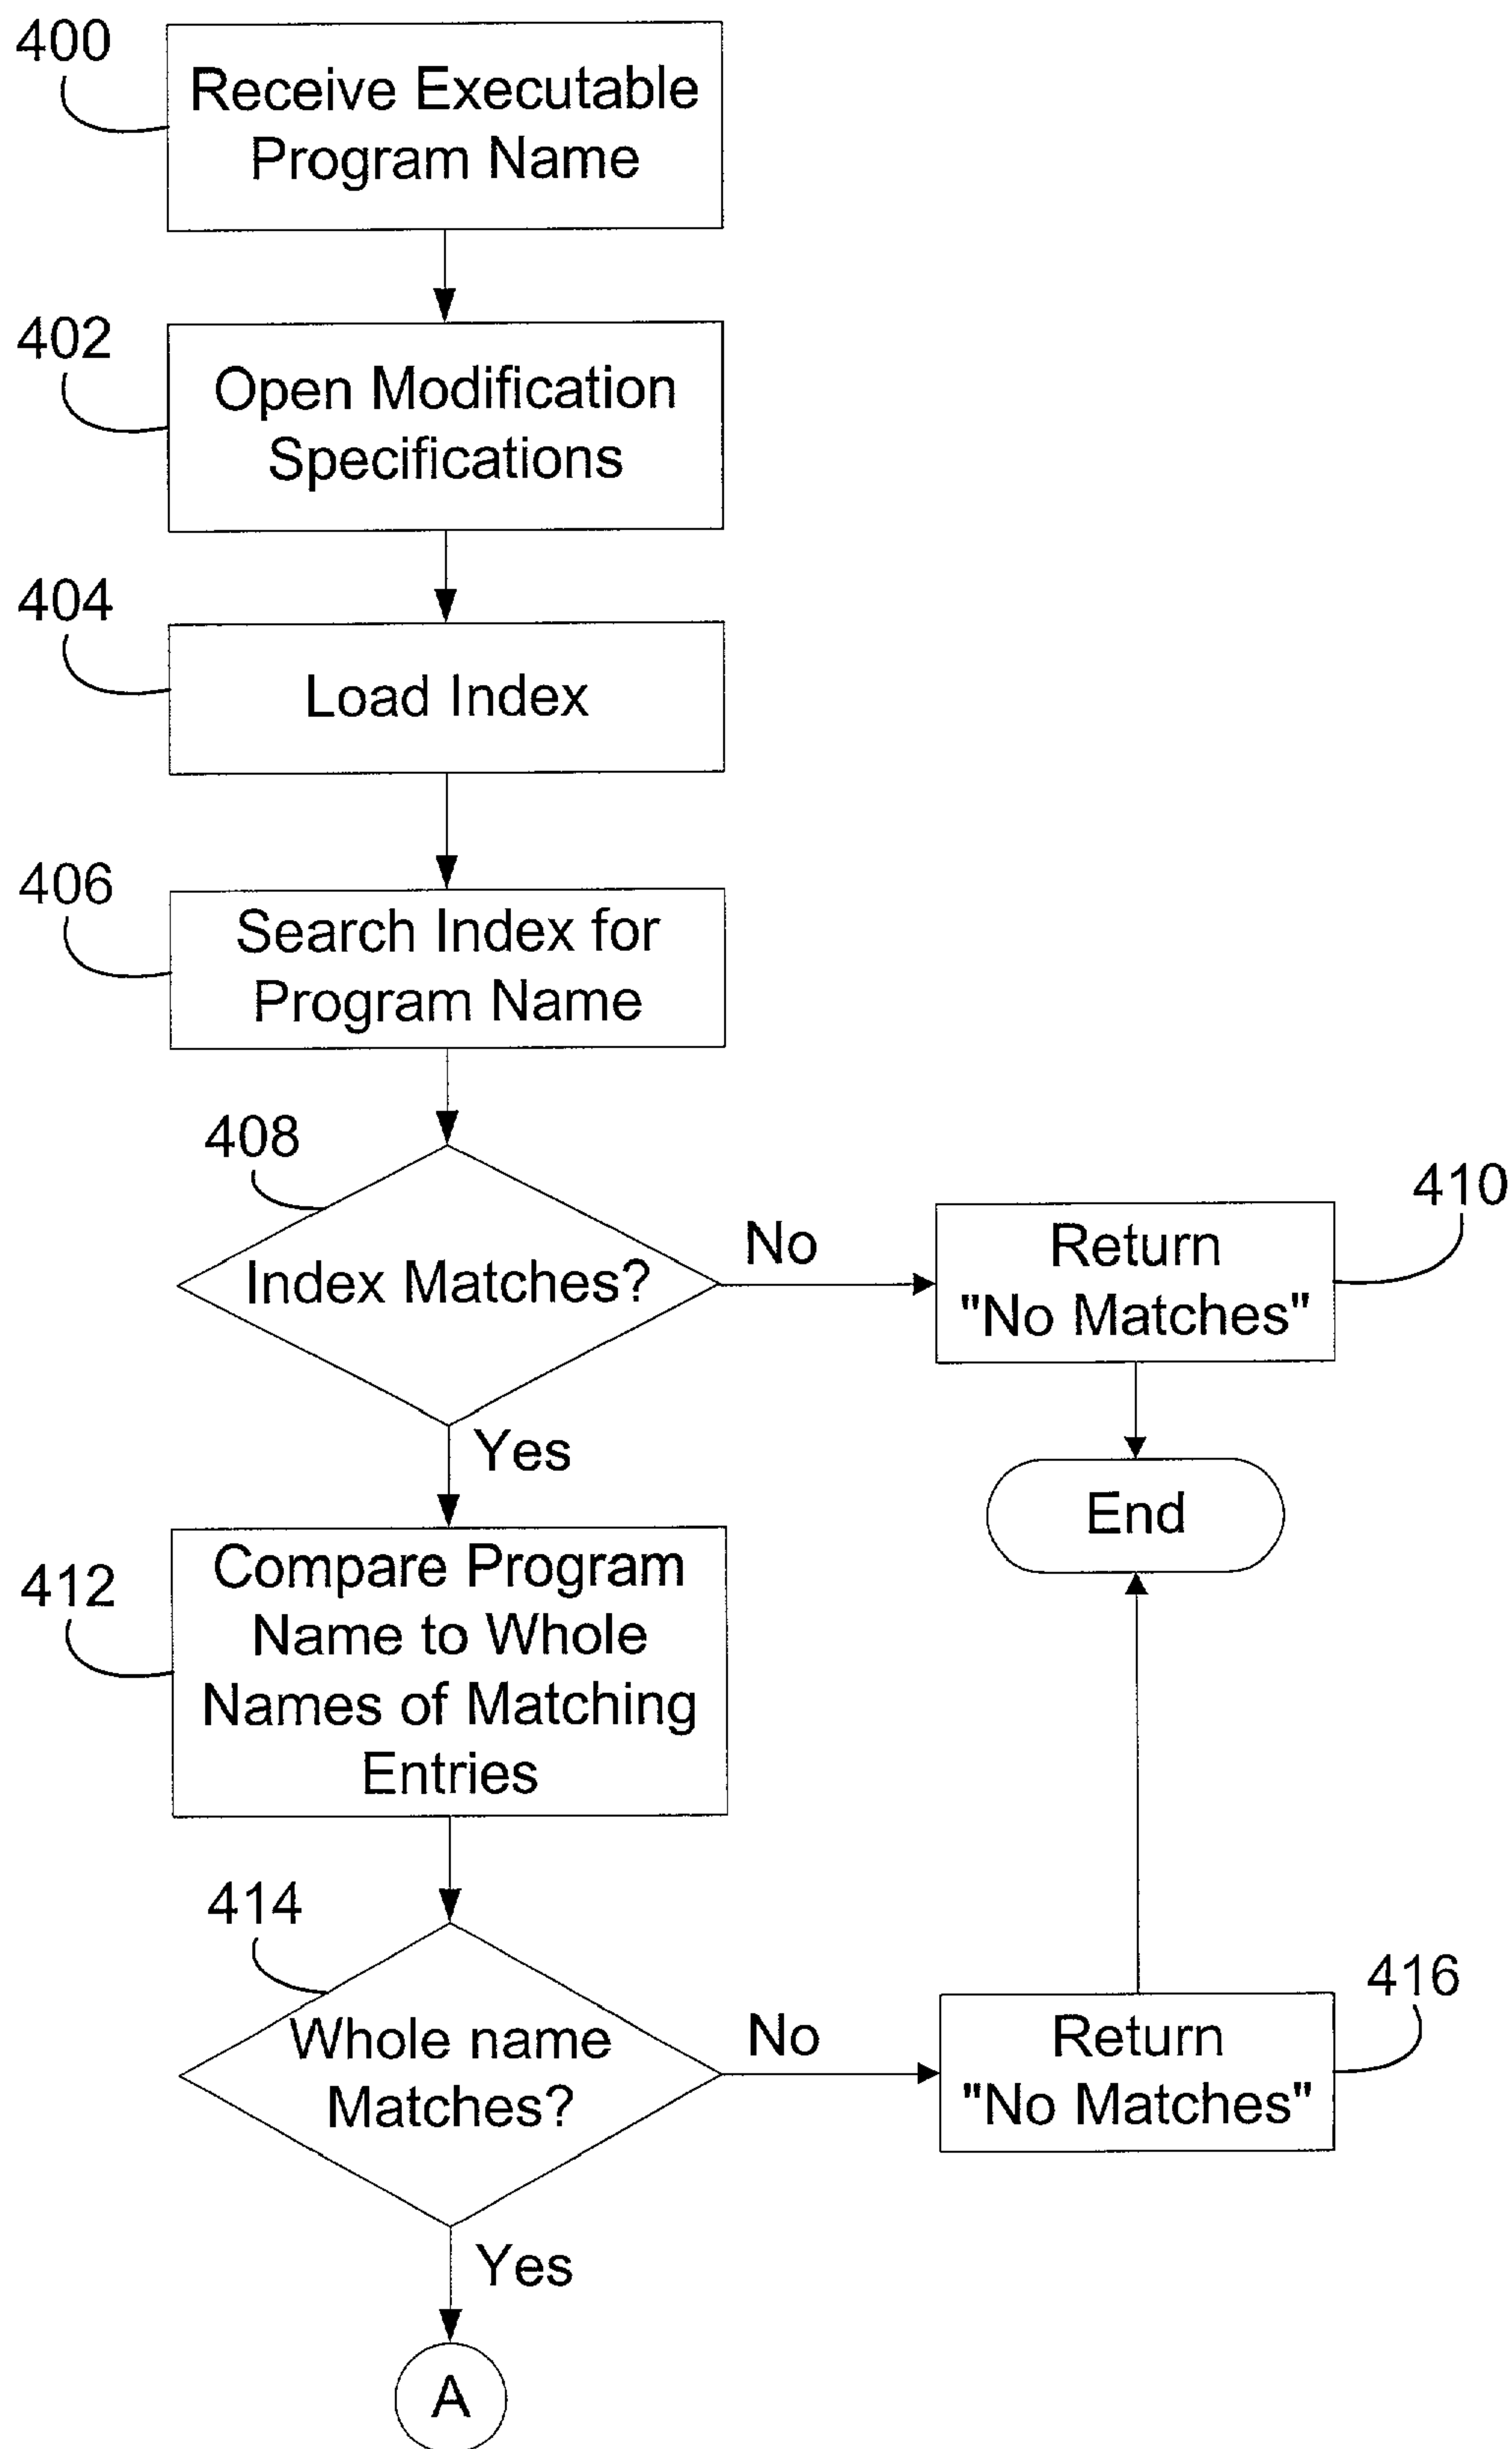 400
Receive Executable
Program Name
402
Open Modification
Specifications
404
Load Index
406
Search Index for
Program Name
408
Index Matches?
No
410
Return
"No Matches"
Yes
End
412
Compare Program
Name to Whole
Names of Matching
Entries
414
Whole name
Matches?
No
416
Return
"No Matches"
Yes
A